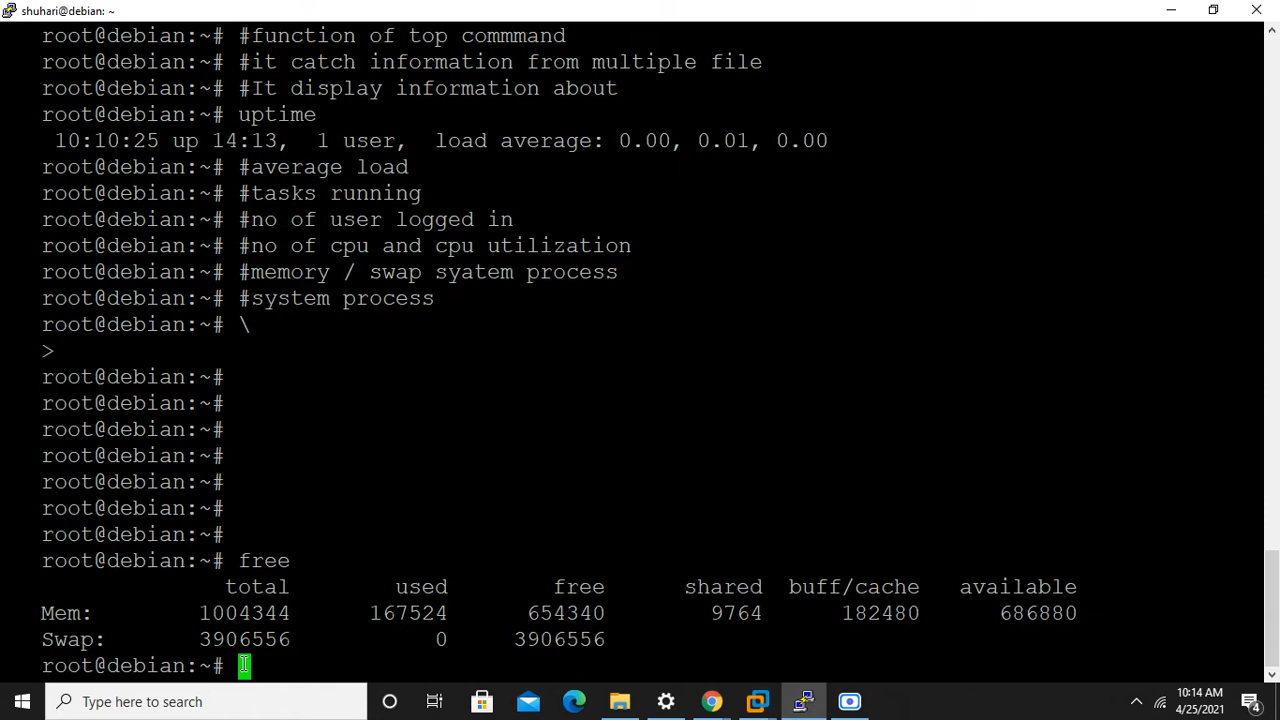 shuhari@debian: ~
root@debian:~# #function of top commmand
root@debian:~# #it catch information from multiple file
root@debian:~# #It display information about
root@debian:~# uptime
10:10:25 up 14:13,  1 user,  load average: 0.00, 0.01, 0.00
root@debian:~# #average load
root@debian:~# #tasks running
root@debian:~# #no of user logged in
root@debian:~# #no of cpu and cpu utilization
root@debian:~# #memory / swap syatem process
root@debian:~# #system process
root@debian:~# \
>
root@debian:~#
root@debian:~#
root@debian:~#
root@debian:~#
root@debian:~#
root@debian:~#
root@debian:~#
root@debian:~# free
total used free shared buff/cache available
Mem: 1004344 167524 654340 9764 182480 686880
Swap: 3906556 0 3906556
root@debian:~#
Type here to search
10:14 AM
4/25/2021
4